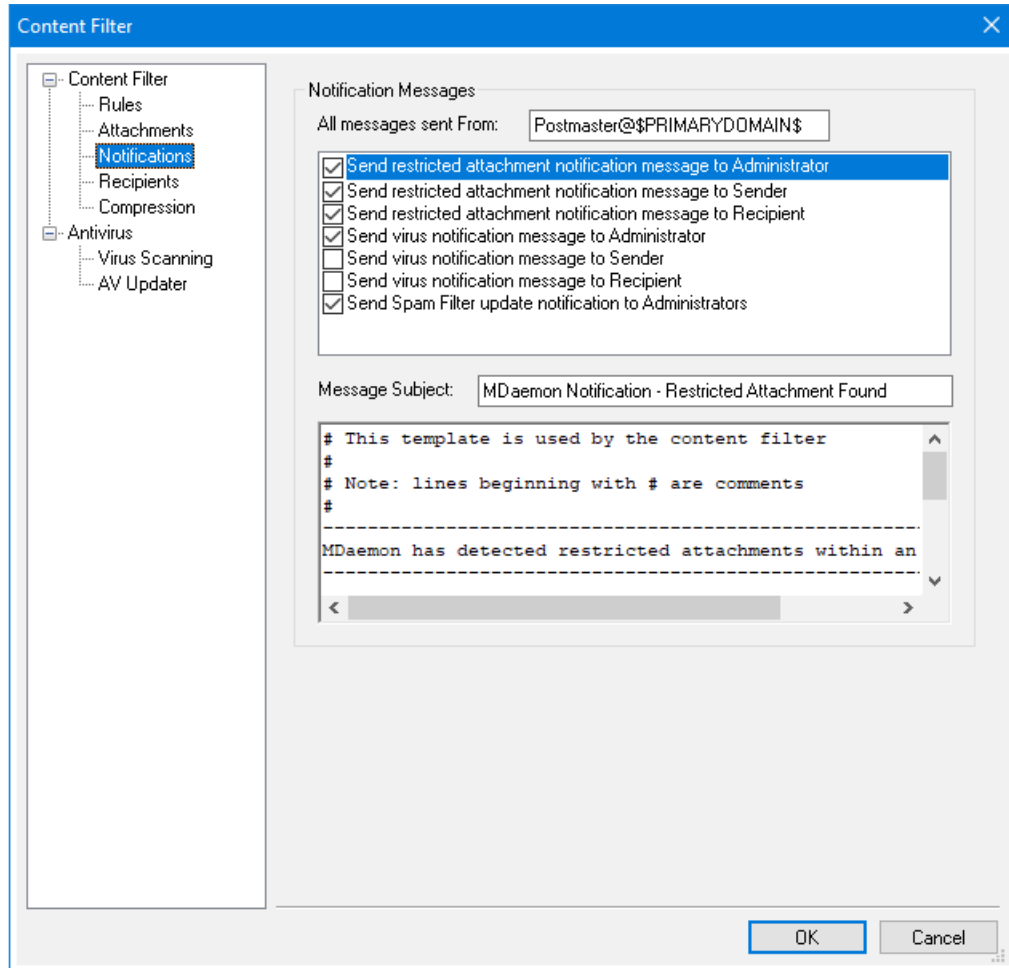 Content Filter
Content Filter
Rules
Attachments
Notifications
Recipients
Compression
Antivirus
Virus Scanning
AV Updater
Notification Messages
All messages sent From: Postmaster@$PRIMARYDOMAIN$
Send restricted attachment notification message to Administrator
Send restricted attachment notification message to Sender
Send restricted attachment notification message to Recipient
Send virus notification message to Administrator
Send virus notification message to Sender
Send virus notification message to Recipient
Send Spam Filter update notification to Administrators
Message Subject: MDaemon Notification - Restricted Attachment Found
# This template is used by the content filter
#
# Note: lines beginning with # are comments
#
------------------------------------------------------
MDaemon has detected restricted attachments within an
------------------------------------------------------
OK Cancel